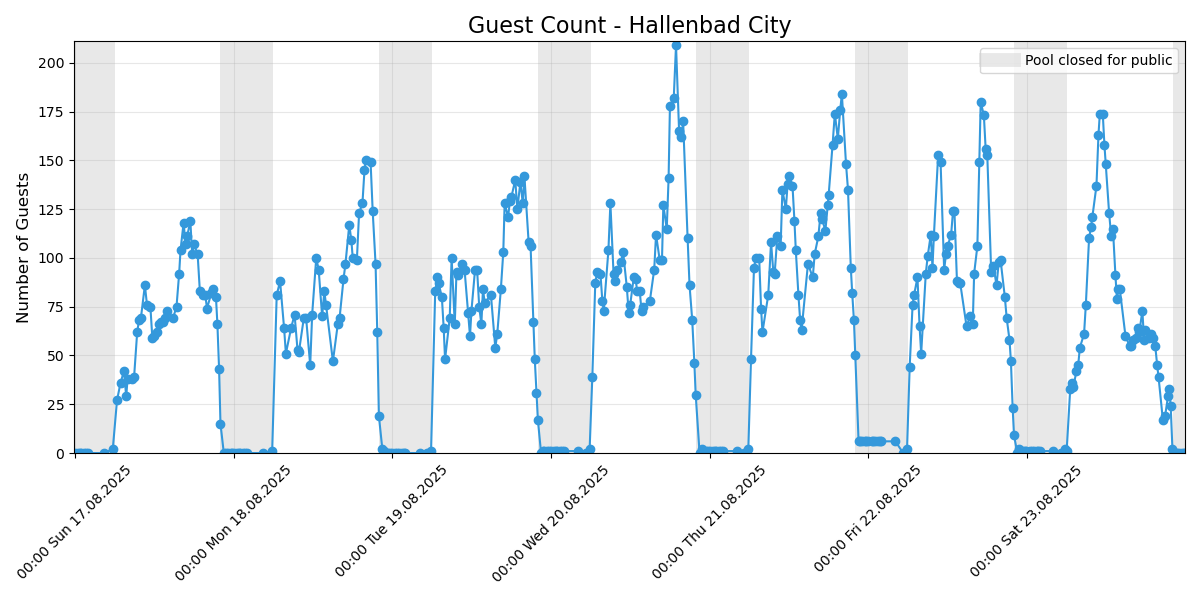 Guest Count - Hallenbad City
Pool closed for public
Number of Guests
200
175
150
125
100
75
50
25
0
00:00 Sun 17.08.2025
00:00 Mon 18.08.2025
00:00 Tue 19.08.2025
00:00 Wed 20.08.2025
00:00 Thu 21.08.2025
00:00 Fri 22.08.2025
00:00 Sat 23.08.2025